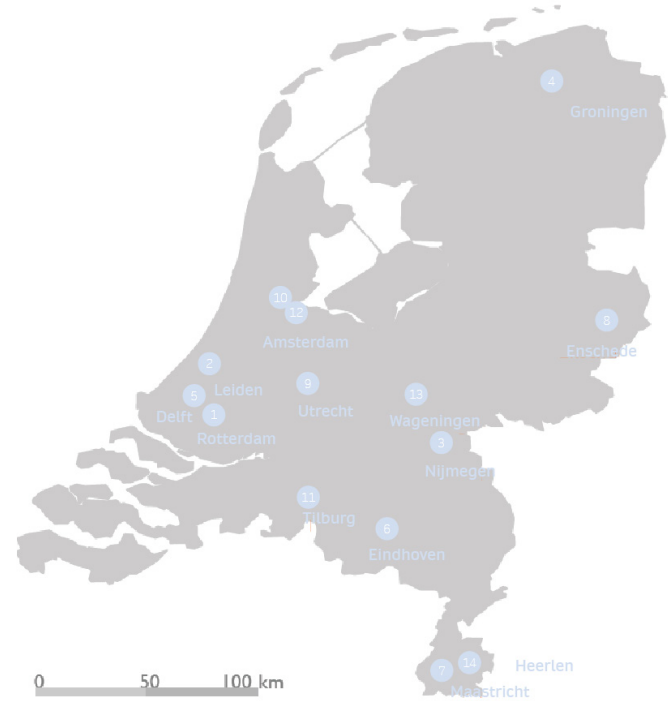 4
Groningen
10
12
Amsterdam
8
Enschede
2
Leiden
9
Utrecht
5
Delft
1
Rotterdam
13
Wageningen
3
Nijmegen
11
Tilburg
6
Eindhoven
14
Heerlen
7
Maastricht
0 50 100 km